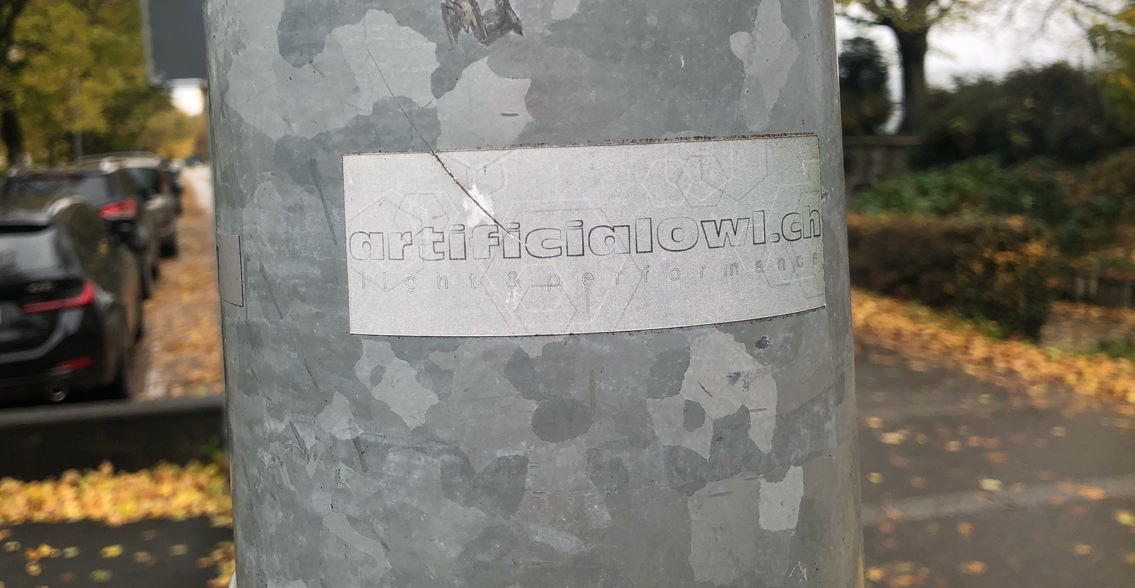 artificialOwl.ch
light & performance